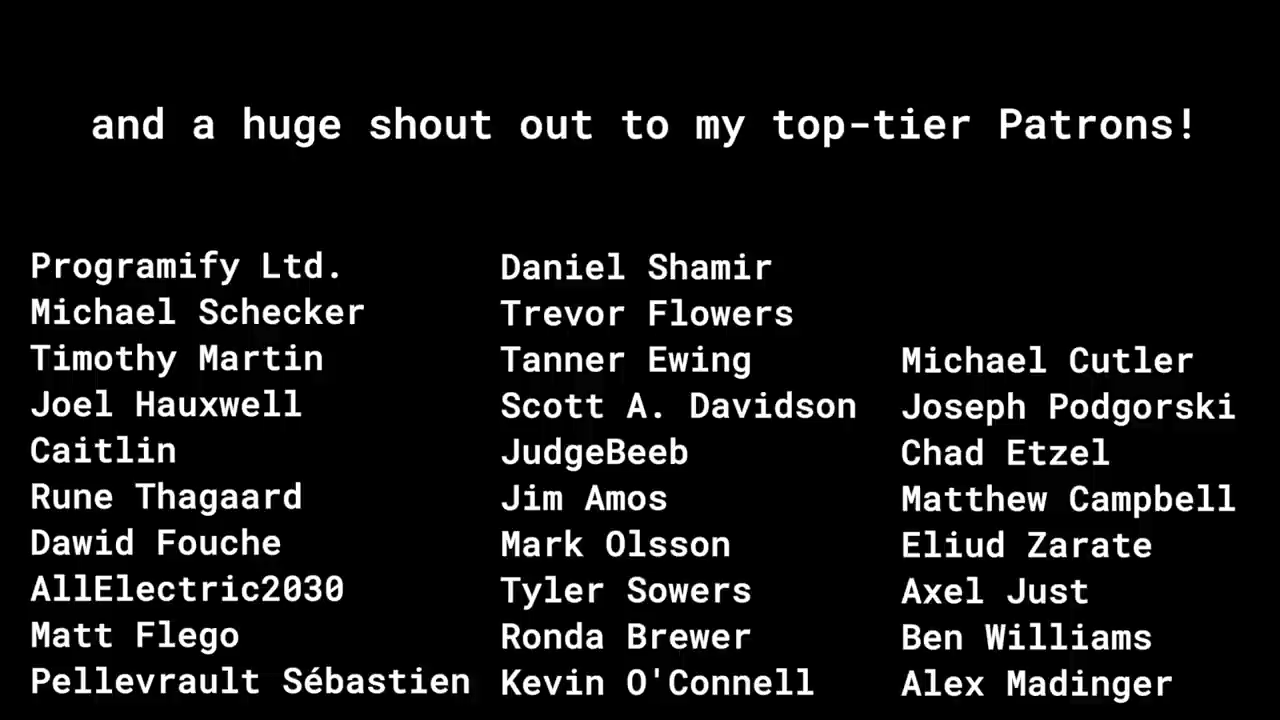 and a huge shout out to my top-tier Patrons!
Programify Ltd.
Michael Schecker
Timothy Martin
Joel Hauxwell
Caitlin
Rune Thagaard
Dawid Fouche
AllElectric2030
Matt Flego
Pellevrault Sébastien
Daniel Shamir
Trevor Flowers
Tanner Ewing
Scott A. Davidson
JudgeBeeb
Jim Amos
Mark Olsson
Tyler Sowers
Ronda Brewer
Kevin O'Connell
Michael Cutler
Joseph Podgorski
Chad Etzel
Matthew Campbell
Eliud Zarate
Axel Just
Ben Williams
Alex Madinger